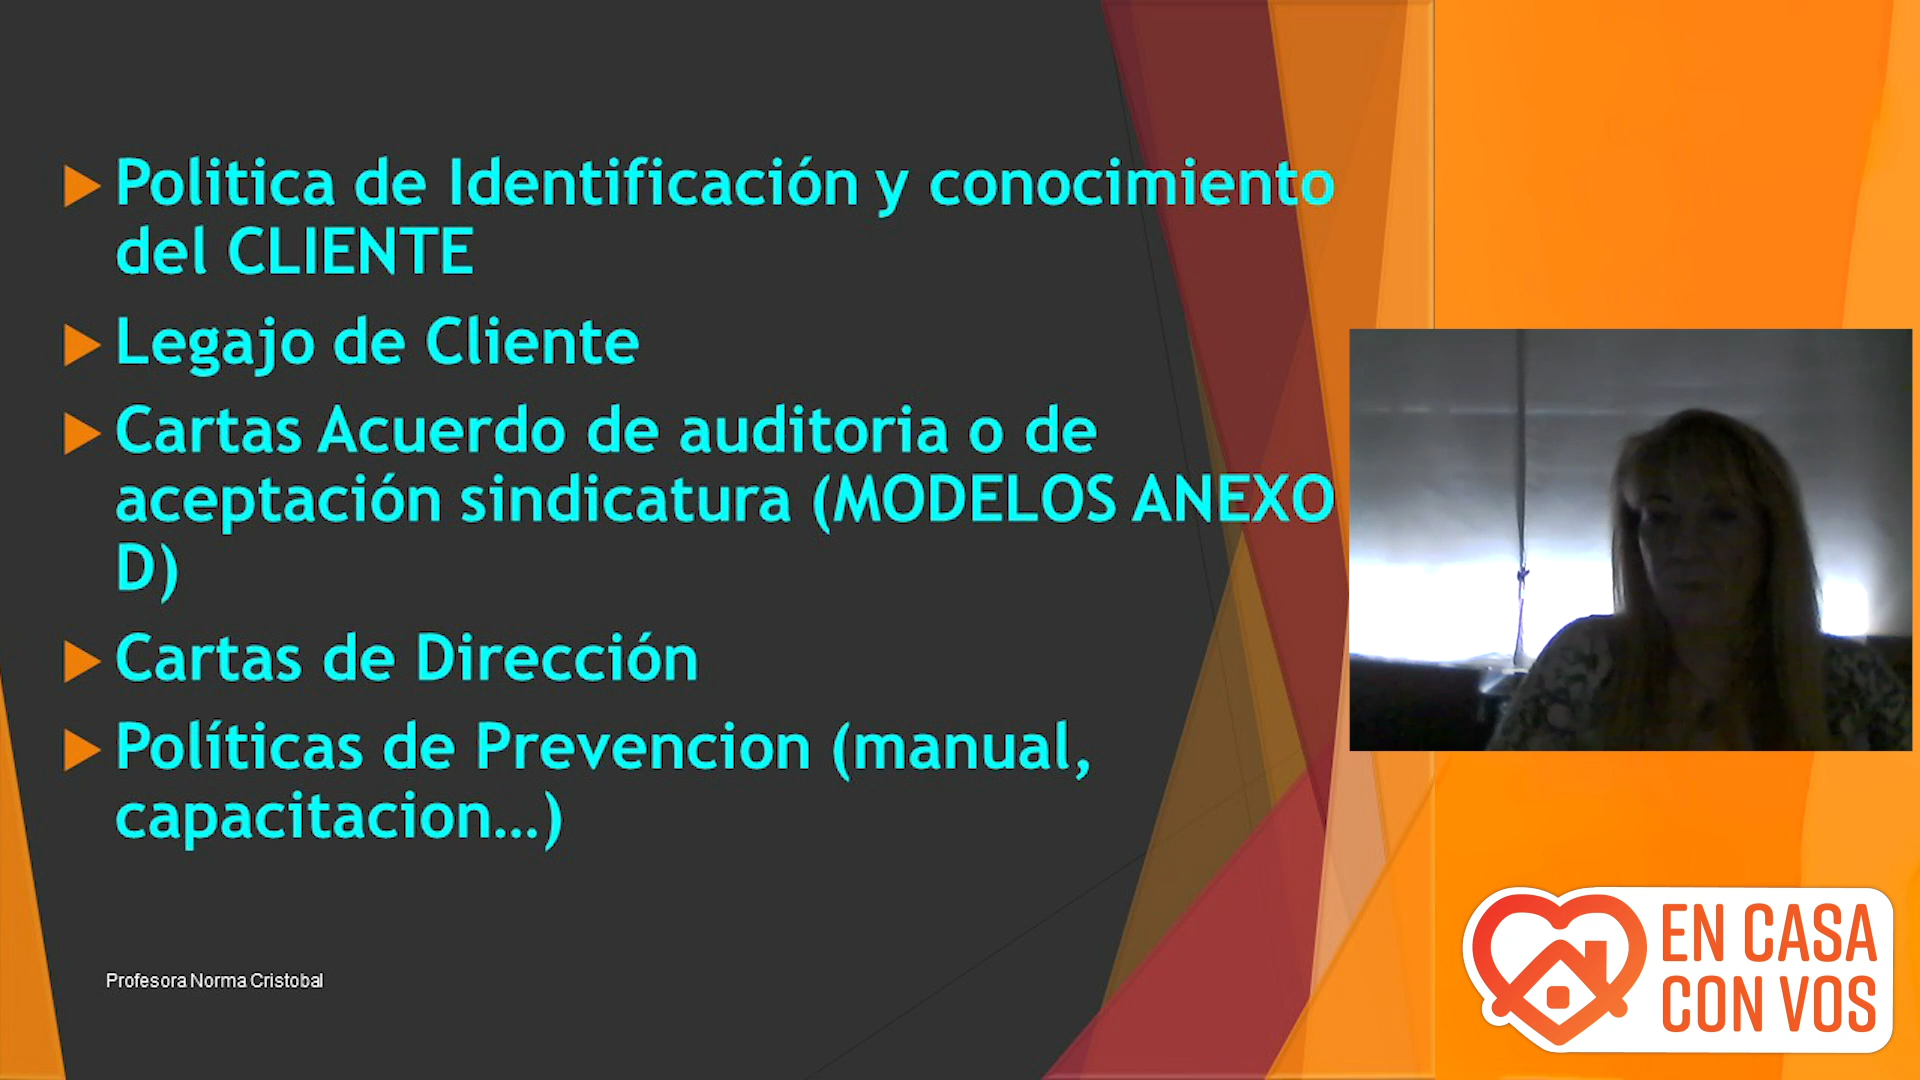 Politica de Identificación y conocimiento
del CLIENTE
Legajo de Cliente
Cartas Acuerdo de auditoria o de
aceptación sindicatura (MODELOS ANEXO
D)
Cartas de Dirección
Políticas de Prevencion (manual,
capacitacion...)
Profesora Norma Cristobal
EN CASA
CON VOS